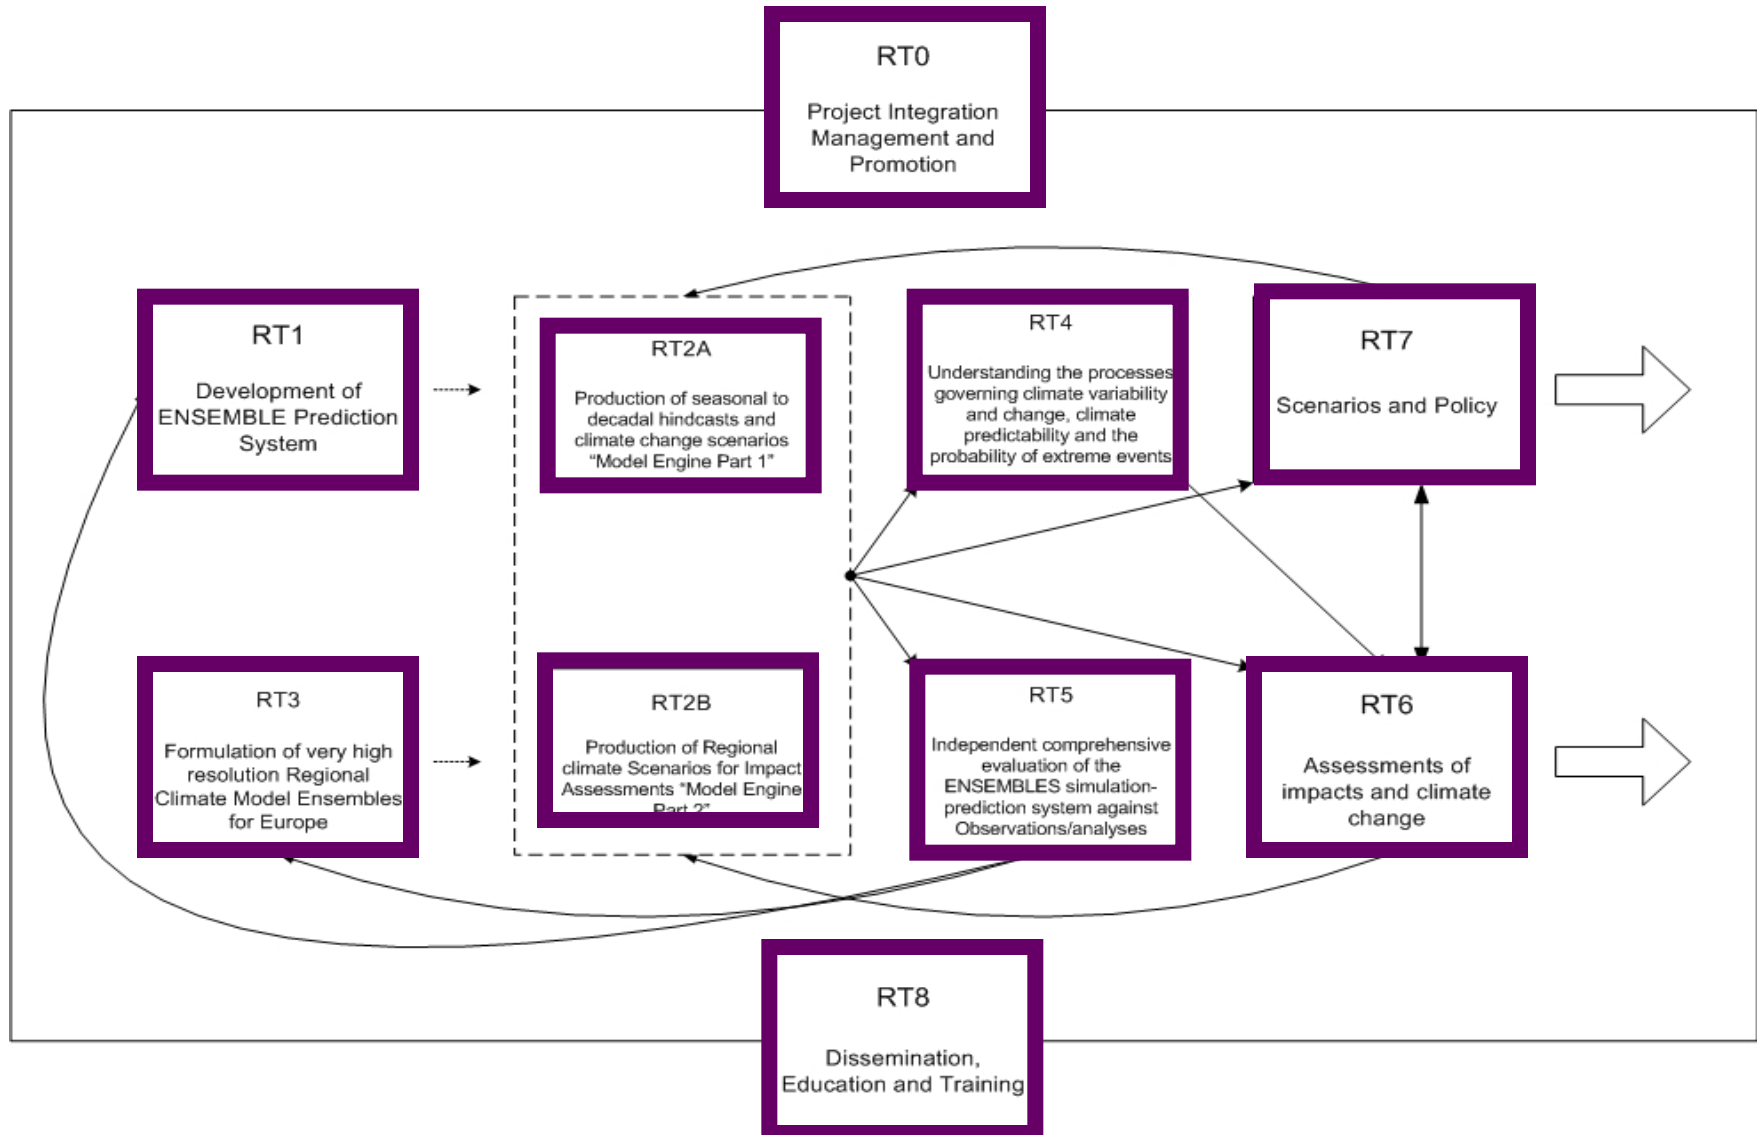 RT0
Project Integration
Management and
Promotion
RT1
Development of
ENSEMBLE Prediction
System
RT2A
Production of seasonal to
decadal hindcasts and
climate change scenarios
“Model Engine Part 1”
RT4
Understanding the processes
governing climate variability
and change, climate
predictability and the
probability of extreme events
RT7
Scenarios and Policy
RT3
Formulation of very high
resolution Regional
Climate Model Ensembles
for Europe
RT2B
Production of Regional
climate Scenarios for Impact
Assessments “Model Engine
Part 2”
RT5
Independent comprehensive
evaluation of the
ENSEMBLES simulation-
prediction system against
Observations/analyses
RT6
Assessments of
impacts and climate
change
RT8
Dissemination,
Education and Training